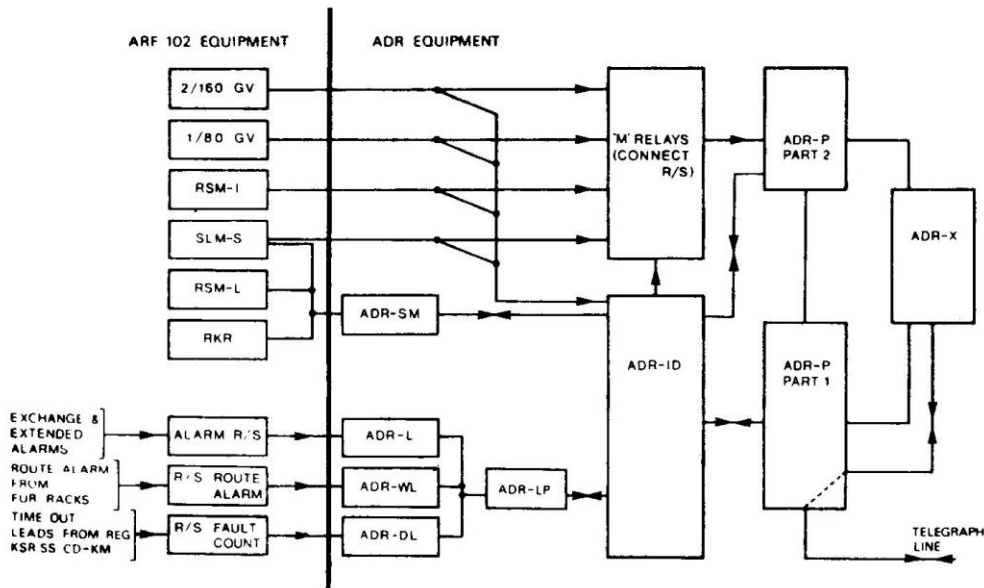 ARF 102 EQUIPMENT
ADR EQUIPMENT
2/160 GV
1/80 GV
RSM-I
SLM-S
RSM-L
RKR
"M" RELAYS
(CONNECT
R/S)
ADR-P
PART 2
ADR-X
ADR-SM
ADR-ID
ADR-P
PART 1
EXCHANGE &
EXTENDED
ALARMS
ALARM R/S
ADR-L
ROUTE ALARM
FROM
FUR RACKS
R/S ROUTE
ALARM
ADR-WL
ADR-LP
TIME OUT
LEADS FROM REG
KSR SS CD-KM
R/S FAULT
COUNT
ADR-DL
TELEGRAPH
LINE